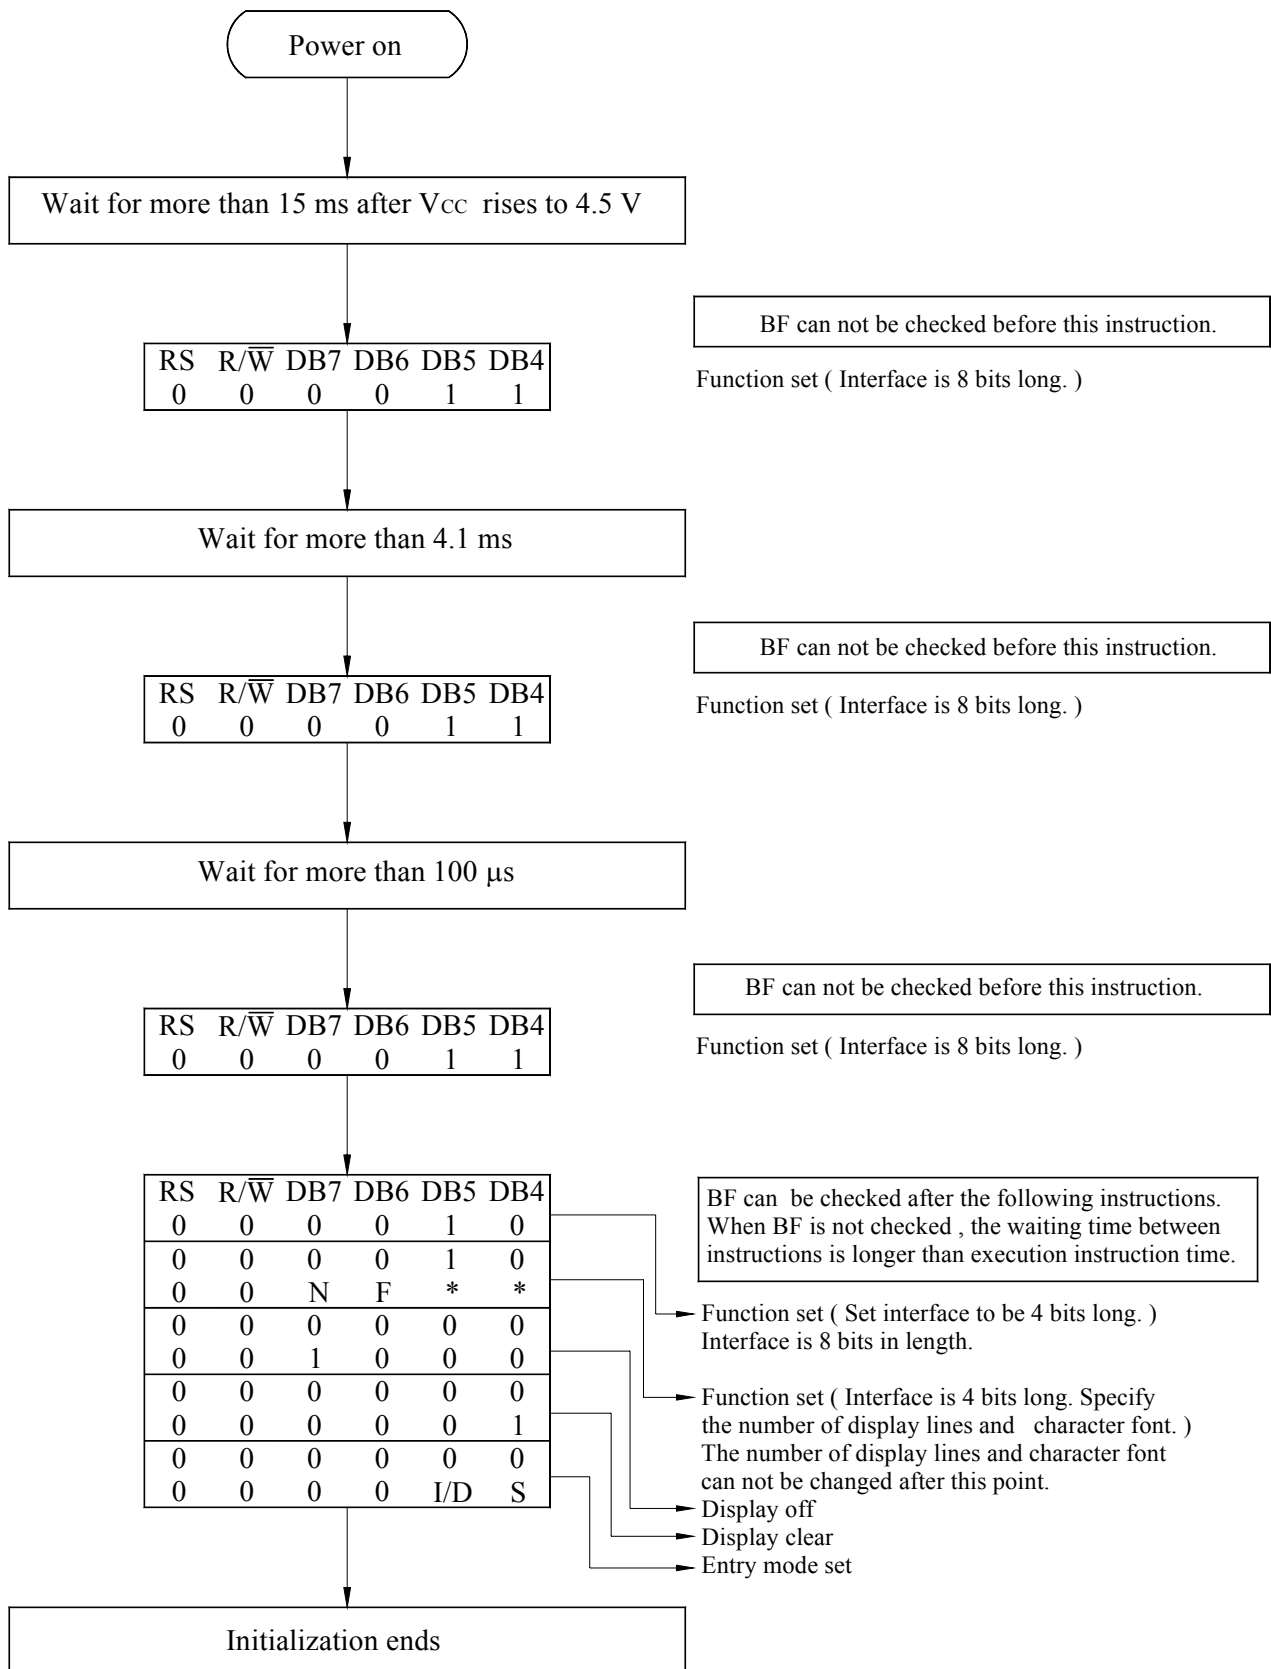 Power on
Wait for more than 15 ms after VCC rises to 4.5 V
BF can not be checked before this instruction.
RS R/W̅ DB7 DB6 DB5 DB4
0 0 0 0 1 1
Function set ( Interface is 8 bits long. )
Wait for more than 4.1 ms
BF can not be checked before this instruction.
RS R/W̅ DB7 DB6 DB5 DB4
0 0 0 0 1 1
Function set ( Interface is 8 bits long. )
Wait for more than 100 μs
BF can not be checked before this instruction.
RS R/W̅ DB7 DB6 DB5 DB4
0 0 0 0 1 1
Function set ( Interface is 8 bits long. )
RS R/W̅ DB7 DB6 DB5 DB4
0 0 0 0 1 0
0 0 0 0 1 0
0 0 N F * *
0 0 0 0 0 0
0 0 1 0 0 0
0 0 0 0 0 0
0 0 0 0 0 1
0 0 0 0 0 0
0 0 0 0 I/D S
BF can be checked after the following instructions.
When BF is not checked , the waiting time between
instructions is longer than execution instruction time.
Function set ( Set interface to be 4 bits long. )
Interface is 8 bits in length.
Function set ( Interface is 4 bits long. Specify
the number of display lines and character font. )
The number of display lines and character font
can not be changed after this point.
Display off
Display clear
Entry mode set
Initialization ends